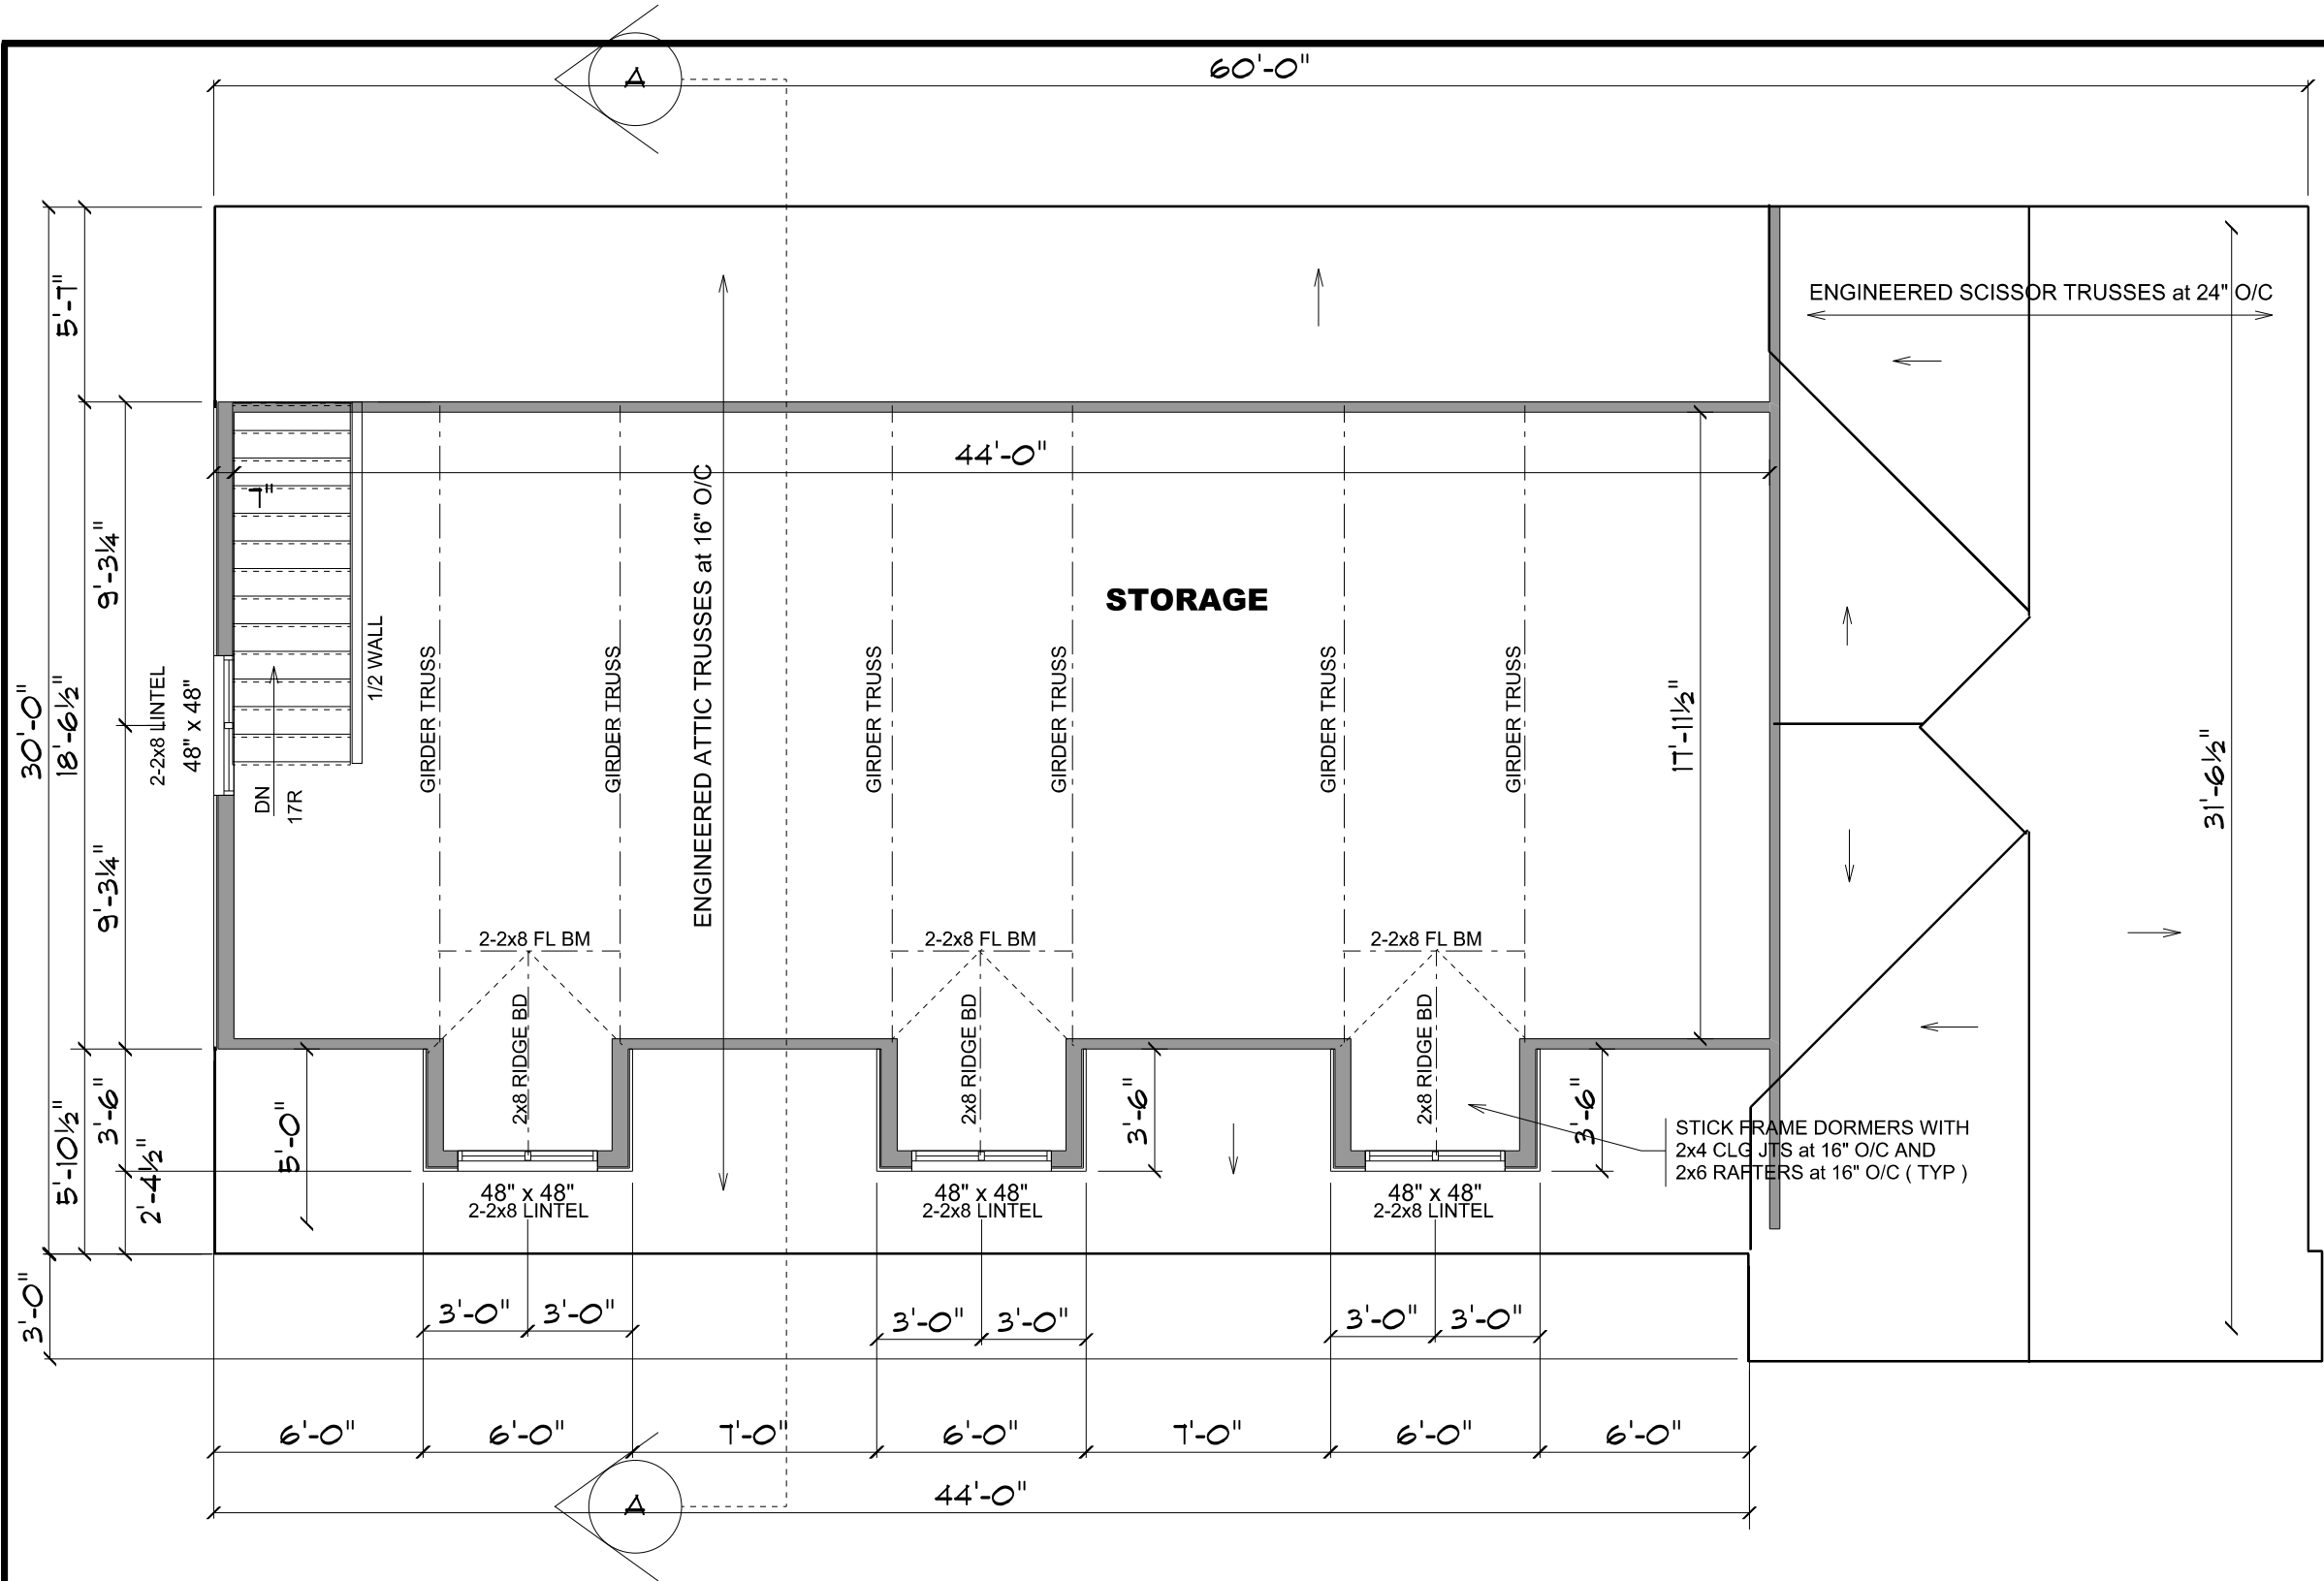 A
60'-0"
5'-7"
ENGINEERED SCISSOR TRUSSES at 24" O/C
44'-0"
7"
9'-3¼"
ENGINEERED ATTIC TRUSSES at 16" O/C
STORAGE
30'-0"
18'-6½"
2-2x8 LINTEL
48" x 48"
1/2 WALL
DN
17R
GIRDER TRUSS
GIRDER TRUSS
GIRDER TRUSS
GIRDER TRUSS
GIRDER TRUSS
GIRDER TRUSS
17'-11½"
31'-6½"
9'-3¼"
2-2x8 FL BM
2-2x8 FL BM
2-2x8 FL BM
2x8 RIDGE BD
2x8 RIDGE BD
2x8 RIDGE BD
5'-10½"
3'-6"
2'-4½"
5'-0"
3'-6"
3'-6"
STICK FRAME DORMERS WITH
2x4 CLG JTS at 16" O/C AND
2x6 RAFTERS at 16" O/C ( TYP )
48" x 48"
2-2x8 LINTEL
48" x 48"
2-2x8 LINTEL
48" x 48"
2-2x8 LINTEL
3'-0"
3'-0" 3'-0"
3'-0" 3'-0"
3'-0" 3'-0"
6'-0" 6'-0" 7'-0" 6'-0" 7'-0" 6'-0" 6'-0"
44'-0"
A